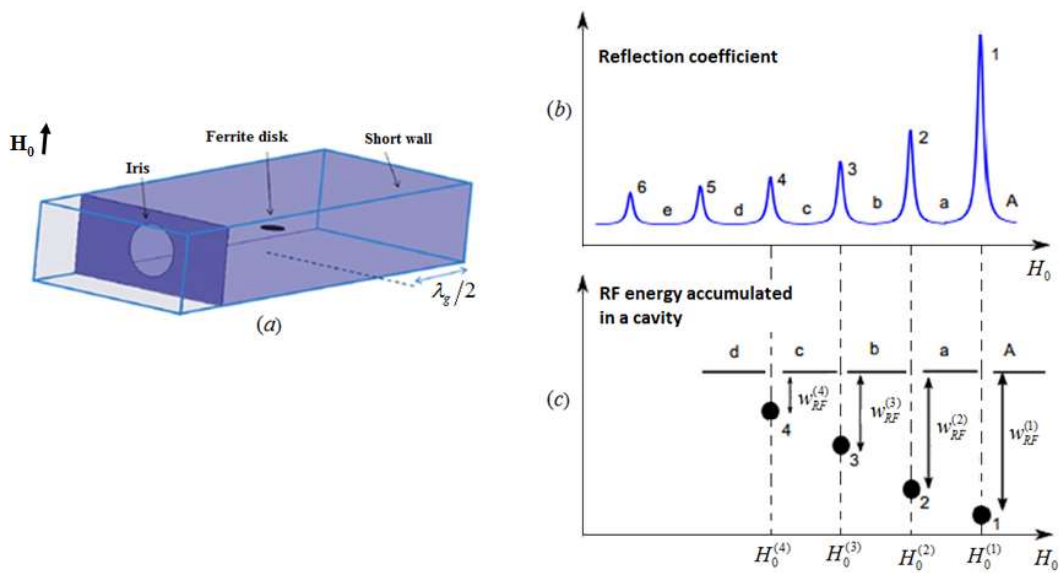 H₀
Iris
Ferrite disk
Short wall
λ_g/2
(a)
(b)
Reflection coefficient
1
2
3
4
5
6
e
d
c
b
a
A
H₀
(c)
RF energy accumulated
in a cavity
d
c
b
a
A
w_RF^(4)
w_RF^(3)
w_RF^(2)
w_RF^(1)
4
3
2
1
H₀^(4)
H₀^(3)
H₀^(2)
H₀^(1)
H₀